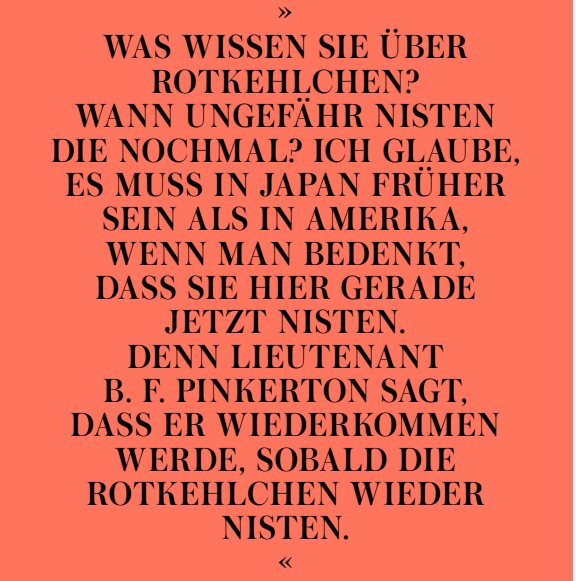 »
WAS WISSEN SIE ÜBER
ROTKEHLCHEN?
WANN UNGEFÄHR NISTEN
DIE NOCHMAL? ICH GLAUBE,
ES MUSS IN JAPAN FRÜHER
SEIN ALS IN AMERIKA,
WENN MAN BEDENKT,
DASS SIE HIER GERADE
JETZT NISTEN.
DENN LIEUTENANT
B. F. PINKERTON SAGT,
DASS ER WIEDERKOMMEN
WERDE, SOBALD DIE
ROTKEHLCHEN WIEDER
NISTEN.
«